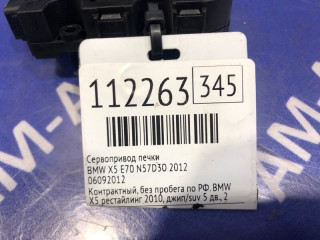 112263 345
Сервопривод печки
BMW X5 E70 N57D30 2012
06092012
Контрактный, без пробега по РФ. BMW
X5 рестайлинг 2010, джип/suv 5 дв., 2